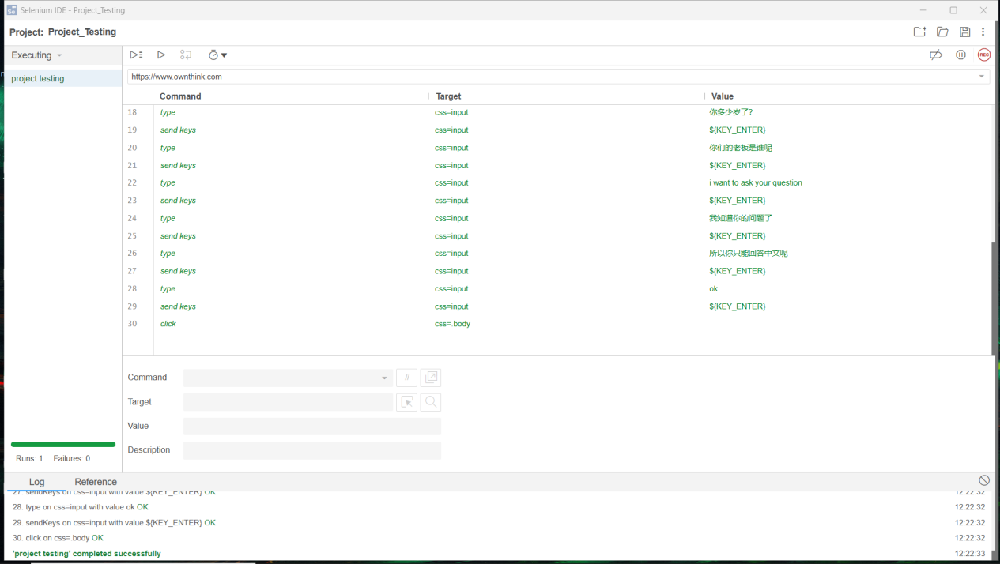 Selenium IDE - Project_Testing
Project: Project_Testing
Executing
project testing
https://www.ownthink.com
Command Target Value
18 type css=input 你多少岁了?
19 send keys css=input ${KEY_ENTER}
20 type css=input 你们的老板是谁呢
21 send keys css=input ${KEY_ENTER}
22 type css=input i want to ask your question
23 send keys css=input ${KEY_ENTER}
24 type css=input 我知道你的问题了
25 send keys css=input ${KEY_ENTER}
26 type css=input 所以你只能回答中文呢
27 send keys css=input ${KEY_ENTER}
28 type css=input ok
29 send keys css=input ${KEY_ENTER}
30 click css=.body
Command //
Target
Value
Description
Runs: 1 Failures: 0
Log Reference
27. sendKeys on css=input with value ${KEY_ENTER} OK 12:22:32
28. type on css=input with value ok OK 12:22:32
29. sendKeys on css=input with value ${KEY_ENTER} OK 12:22:32
30. click on css=.body OK 12:22:32
'project testing' completed successfully 12:22:33
REC